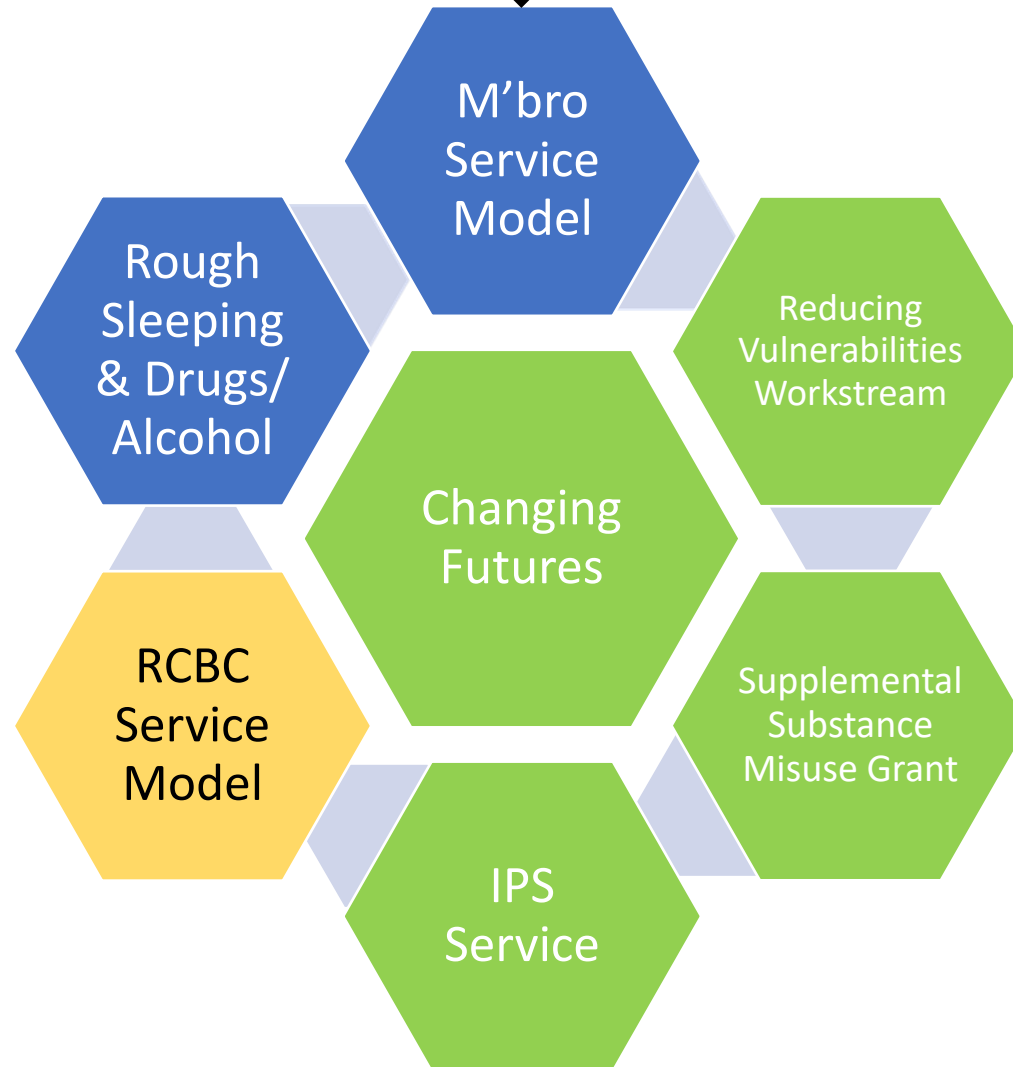 M’bro
Service
Model
Rough
Sleeping
& Drugs/
Alcohol
Reducing
Vulnerabilities
Workstream
Changing
Futures
RCBC
Service
Model
Supplemental
Substance
Misuse Grant
IPS
Service